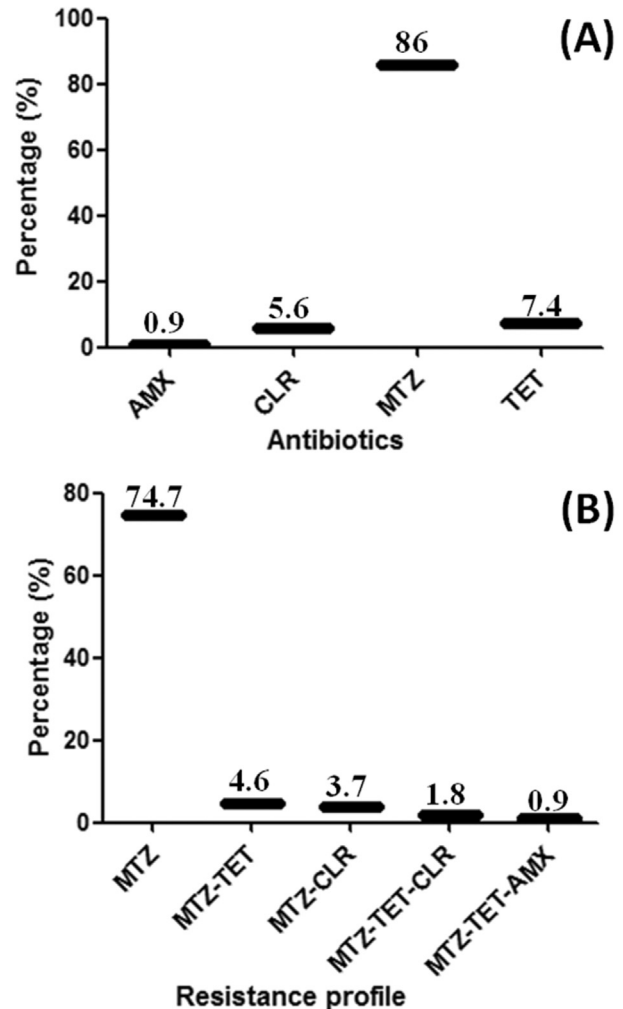 (A)
Percentage (%)
100
80
60
40
20
0
0.9
5.6
86
7.4
AMX
CLR
MTZ
TET
Antibiotics
(B)
Percentage (%)
80
60
40
20
0
74.7
4.6
3.7
1.8
0.9
MTZ
MTZ-TET
MTZ-CLR
MTZ-TET-CLR
MTZ-TET-AMX
Resistance profile